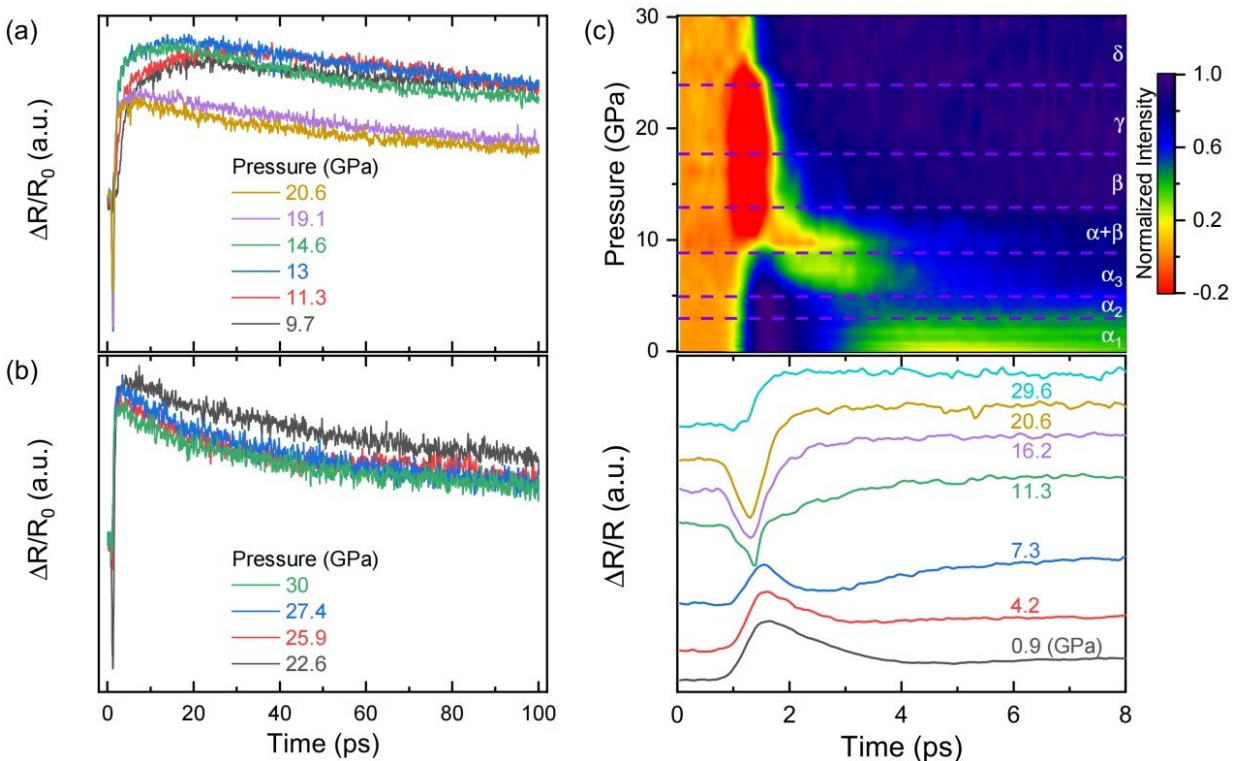 (a)
ΔR/R₀ (a.u.)
Pressure (GPa)
20.6
19.1
14.6
13
11.3
9.7
(b)
ΔR/R₀ (a.u.)
Pressure (GPa)
30
27.4
25.9
22.6
0 20 40 60 80 100
Time (ps)
(c)
Pressure (GPa)
30
20
10
0
δ
γ
β
α+β
α₃
α₂
α₁
1.0
0.6
0.2
-0.2
Normalized Intensity
ΔR/R (a.u.)
29.6
20.6
16.2
11.3
7.3
4.2
0.9 (GPa)
0 2 4 6 8
Time (ps)